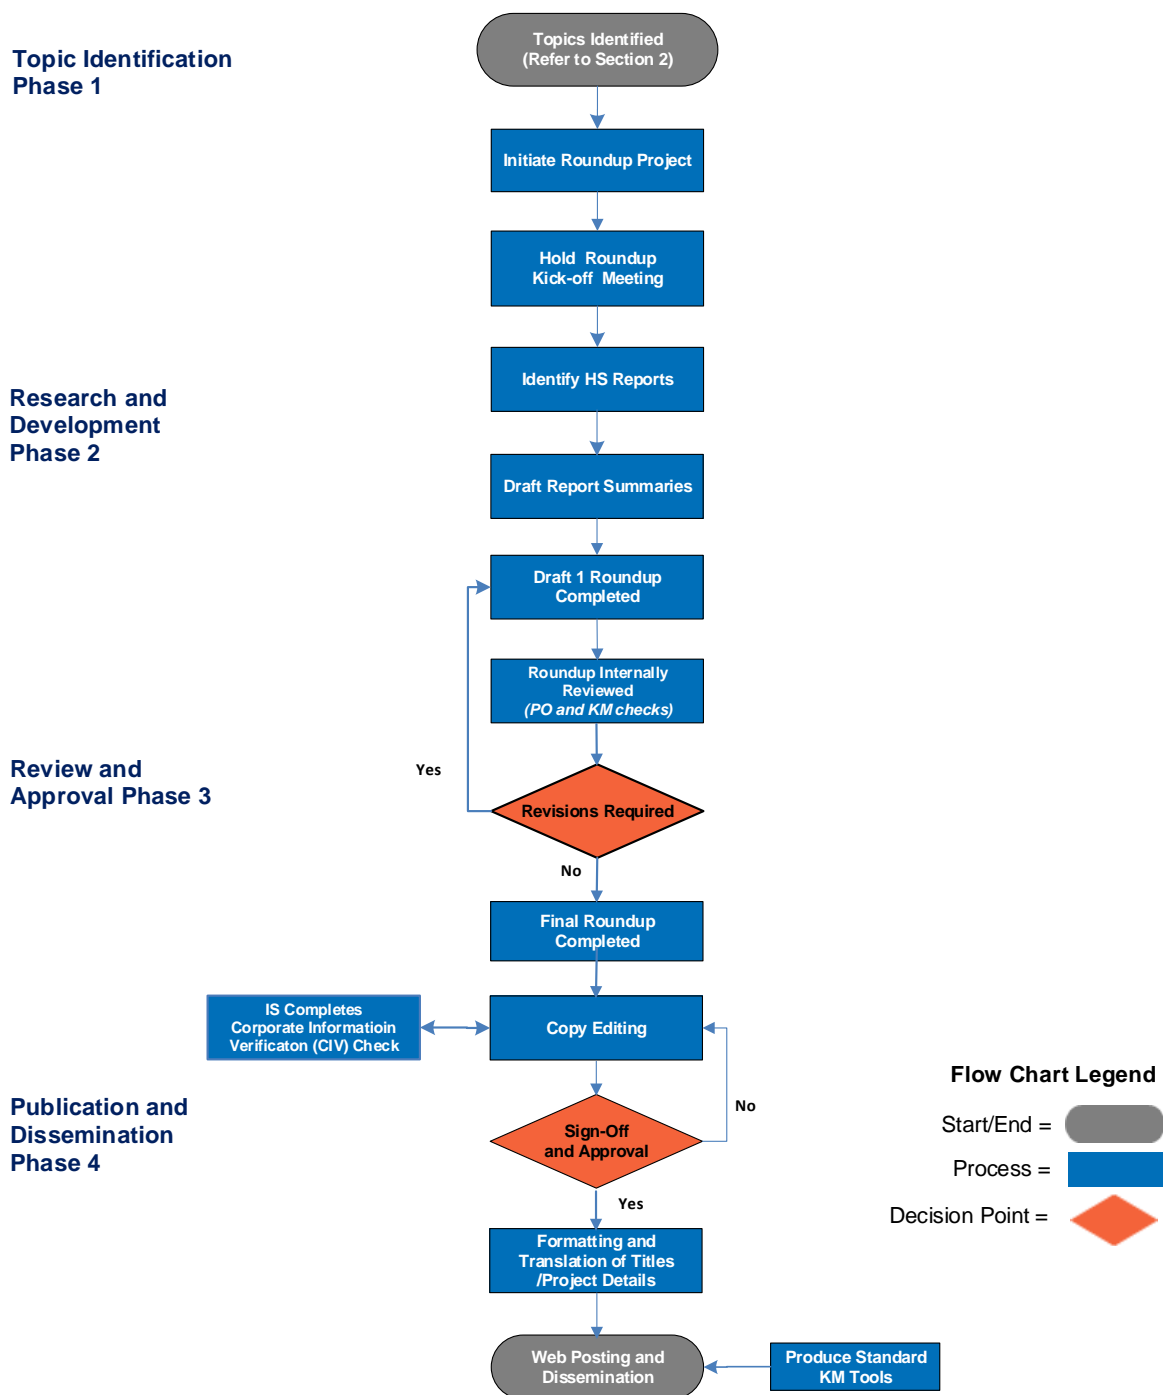 Topic Identification
Phase 1
Topics Identified
(Refer to Section 2)
Initiate Roundup Project
Hold Roundup
Kick-off Meeting
Identify HS Reports
Research and
Development
Phase 2
Draft Report Summaries
Draft 1 Roundup
Completed
Roundup Internally
Reviewed
(PO and KM checks)
Review and
Approval Phase 3
Yes
Revisions Required
No
Final Roundup
Completed
IS Completes
Corporate Informatioin
Verificaton (CIV) Check
Copy Editing
Publication and
Dissemination
Phase 4
No
Sign-Off
and Approval
Yes
Formatting and
Translation of Titles
/Project Details
Web Posting and
Dissemination
Produce Standard
KM Tools
Flow Chart Legend
Start/End =
Process =
Decision Point =